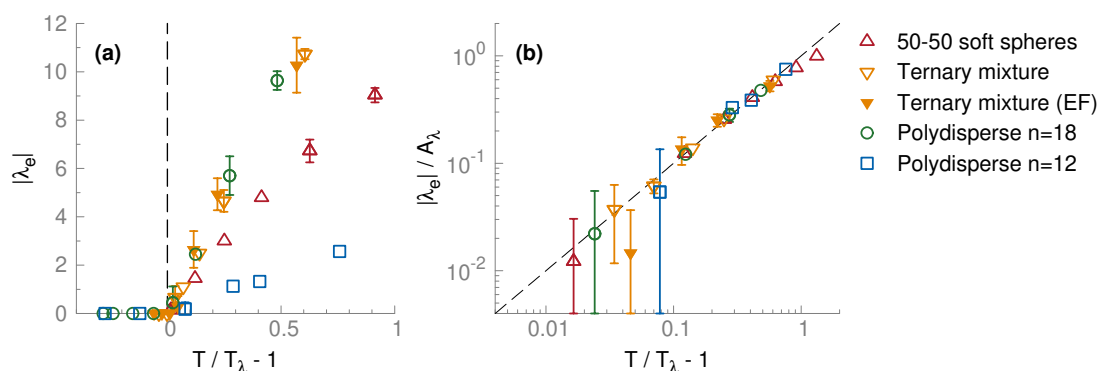 (a)
12
10
8
6
4
2
0
|λe|
0
0.5
1
T / Tλ - 1
(b)
10^0
10^-1
10^-2
|λe| / Aλ
0.01
0.1
1
T / Tλ - 1
50-50 soft spheres
Ternary mixture
Ternary mixture (EF)
Polydisperse n=18
Polydisperse n=12